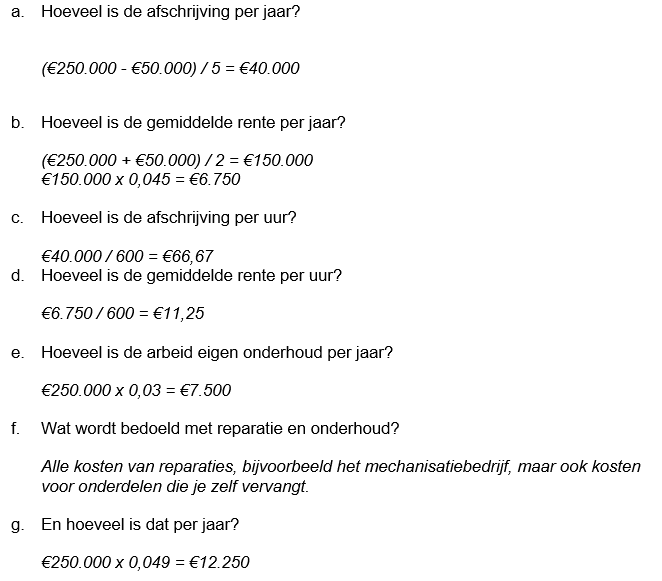 a. Hoeveel is de afschrijving per jaar?
(€250.000 - €50.000) / 5 = €40.000
b. Hoeveel is de gemiddelde rente per jaar?
(€250.000 + €50.000) / 2 = €150.000
€150.000 x 0,045 = €6.750
c. Hoeveel is de afschrijving per uur?
€40.000 / 600 = €66,67
d. Hoeveel is de gemiddelde rente per uur?
€6.750 / 600 = €11,25
e. Hoeveel is de arbeid eigen onderhoud per jaar?
€250.000 x 0,03 = €7.500
f. Wat wordt bedoeld met reparatie en onderhoud?
Alle kosten van reparaties, bijvoorbeeld het mechanisatiebedrijf, maar ook kosten
voor onderdelen die je zelf vervangt.
g. En hoeveel is dat per jaar?
€250.000 x 0,049 = €12.250